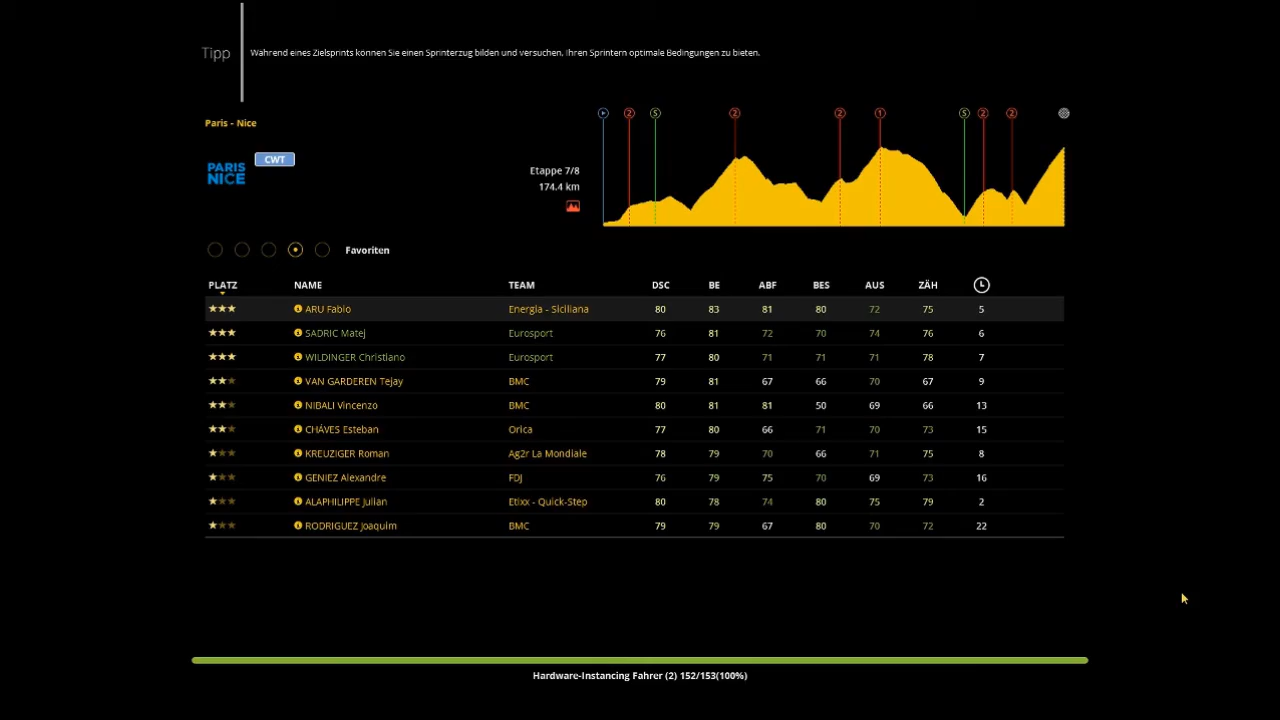 Tipp
Während eines Zielsprints können Sie einen Sprinterzug bilden und versuchen, Ihren Sprintern optimale Bedingungen zu bieten.
2 S 2 2 1 S 2 2
Paris - Nice
CWT
PARIS
NICE
Etappe 7/8
174.4 km
Favoriten
PLATZ NAME TEAM DSC BE ABF BES AUS ZÄH
ARU Fabio Energia - Siciliana 80 83 81 80 72 75 5
SADRIC Matej Eurosport 76 81 72 70 74 76 6
WILDINGER Christiano Eurosport 77 80 71 71 71 78 7
VAN GARDEREN Tejay BMC 79 81 67 66 70 67 9
NIBALI Vincenzo BMC 80 81 81 50 69 66 13
CHÁVES Esteban Orica 77 80 66 71 70 73 15
KREUZIGER Roman Ag2r La Mondiale 78 79 70 66 71 75 8
GENIEZ Alexandre FDJ 76 79 75 70 69 73 16
ALAPHILIPPE Julian Etixx - Quick-Step 80 78 74 80 75 79 2
RODRIGUEZ Joaquim BMC 79 79 67 80 70 72 22
Hardware-Instancing Fahrer (2) 152/153(100%)